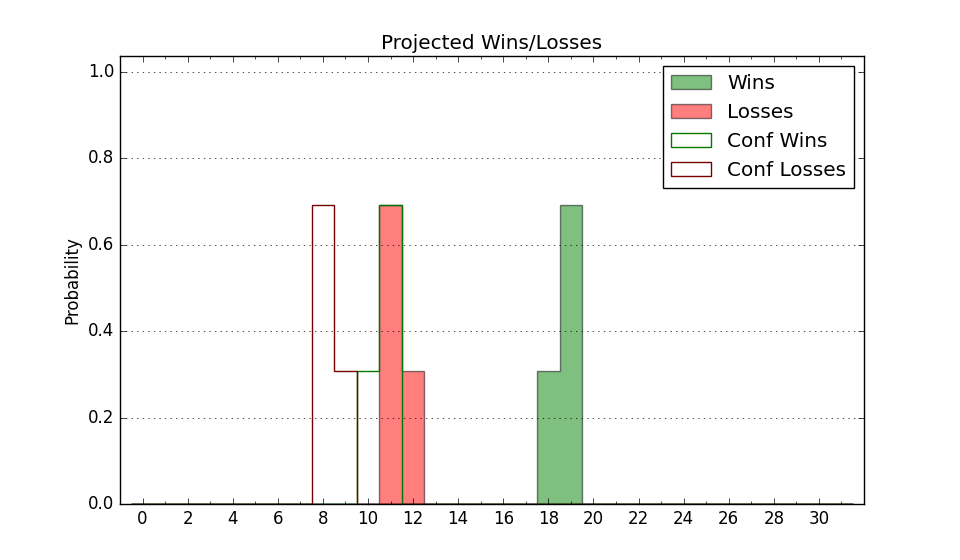 Projected Wins/Losses
1.0
0.8
0.6
0.4
0.2
0.0
Probability
Wins
Losses
Conf Wins
Conf Losses
0 2 4 6 8 10 12 14 16 18 20 22 24 26 28 30